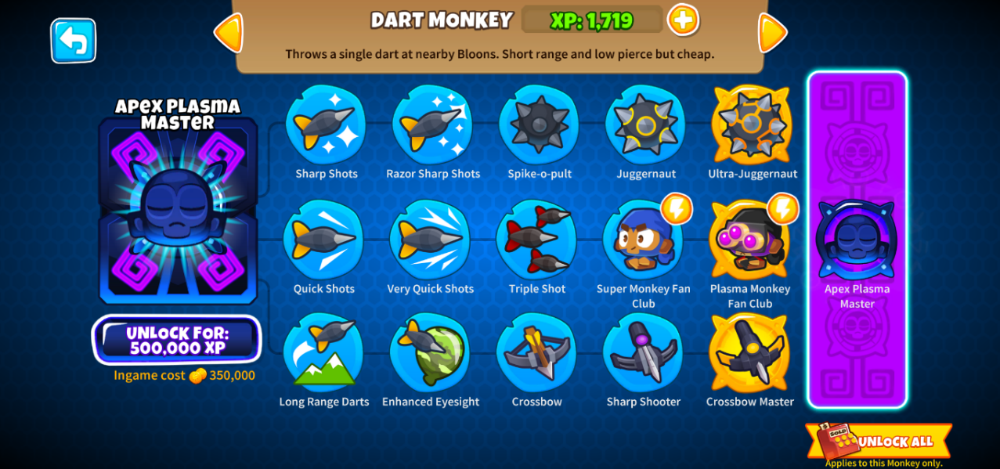 DART MONKEY
XP: 1,719
Throws a single dart at nearby Bloons. Short range and low pierce but cheap.
APEX PLASMA
MASTER
UNLOCK FOR:
500,000 XP
Ingame cost 350,000
Sharp Shots
Razor Sharp Shots
Spike-o-pult
Juggernaut
Ultra-Juggernaut
Quick Shots
Very Quick Shots
Triple Shot
Super Monkey Fan
Club
Plasma Monkey
Fan Club
Apex Plasma
Master
Long Range Darts
Enhanced Eyesight
Crossbow
Sharp Shooter
Crossbow Master
SOLD
UNLOCK ALL
Applies to this Monkey only.